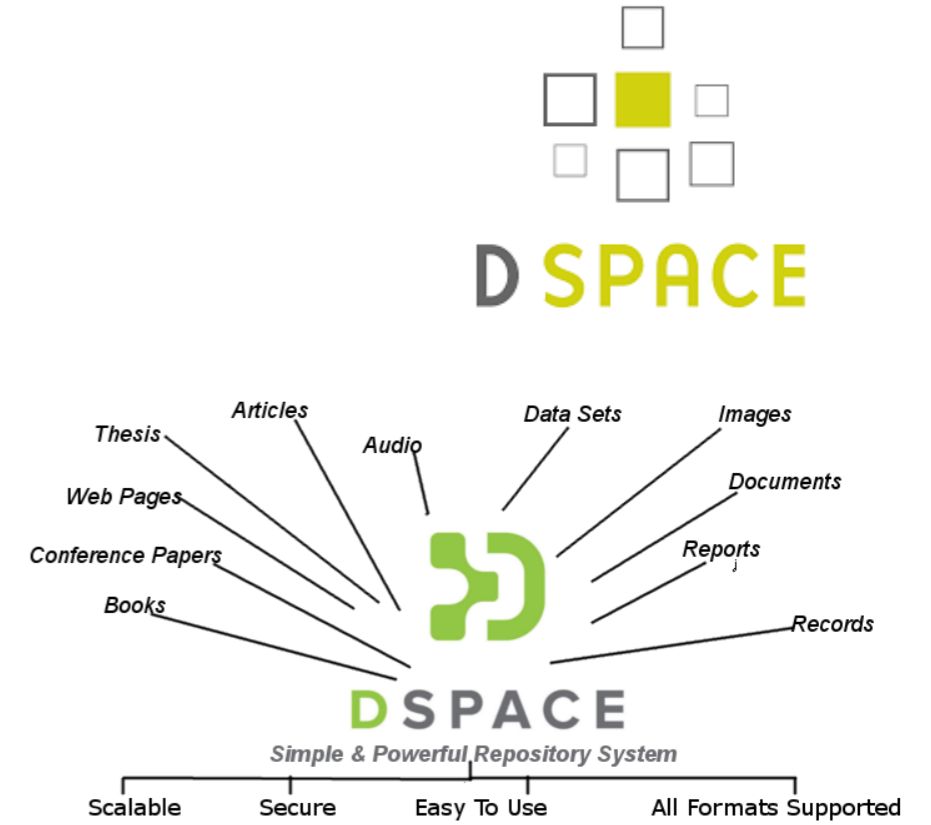 D SPACE
Articles
Data Sets
Images
Thesis
Audio
Documents
Web Pages
Reports
Conference Papers
Books
Records
DSPACE
Simple & Powerful Repository System
Scalable
Secure
Easy To Use
All Formats Supported